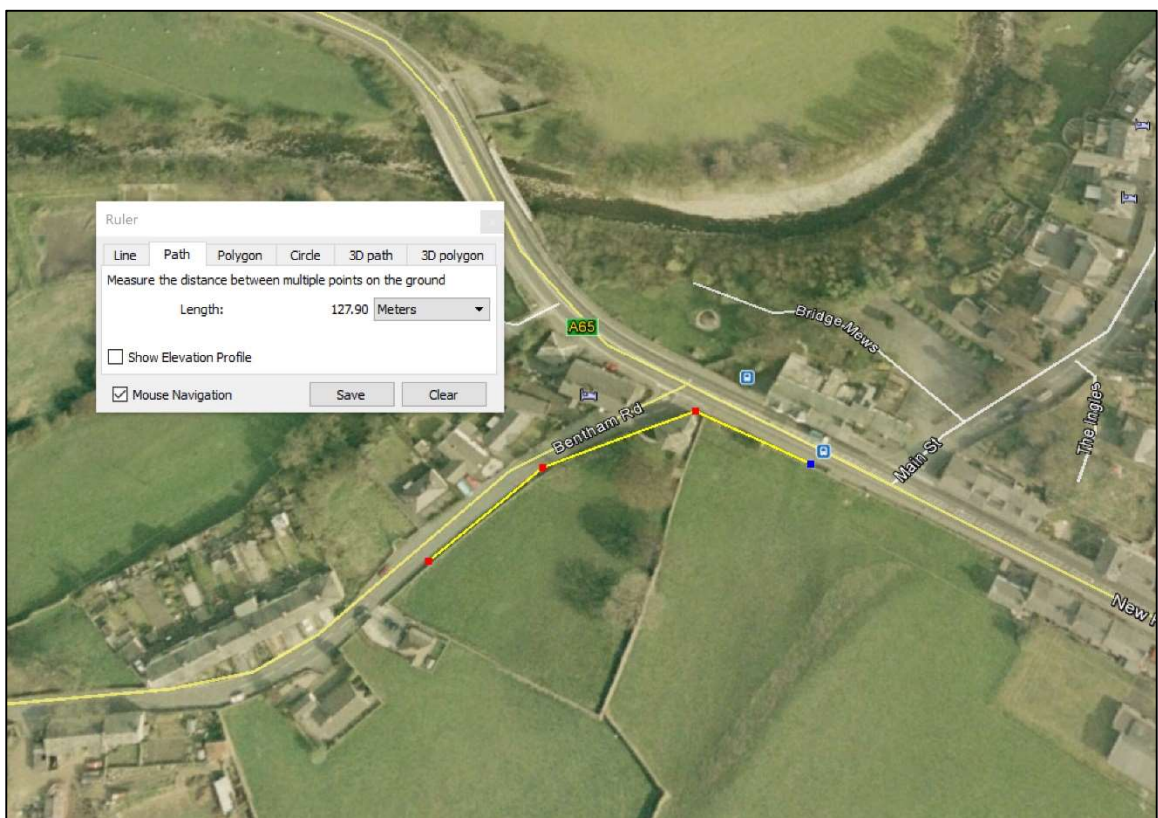 Ruler
Line Path Polygon Circle 3D path 3D polygon
Measure the distance between multiple points on the ground
Length: 127.90 Meters
Show Elevation Profile
Mouse Navigation Save Clear
A65
Bridge Mews
Bentham Rd
Main St
The Ingles
New